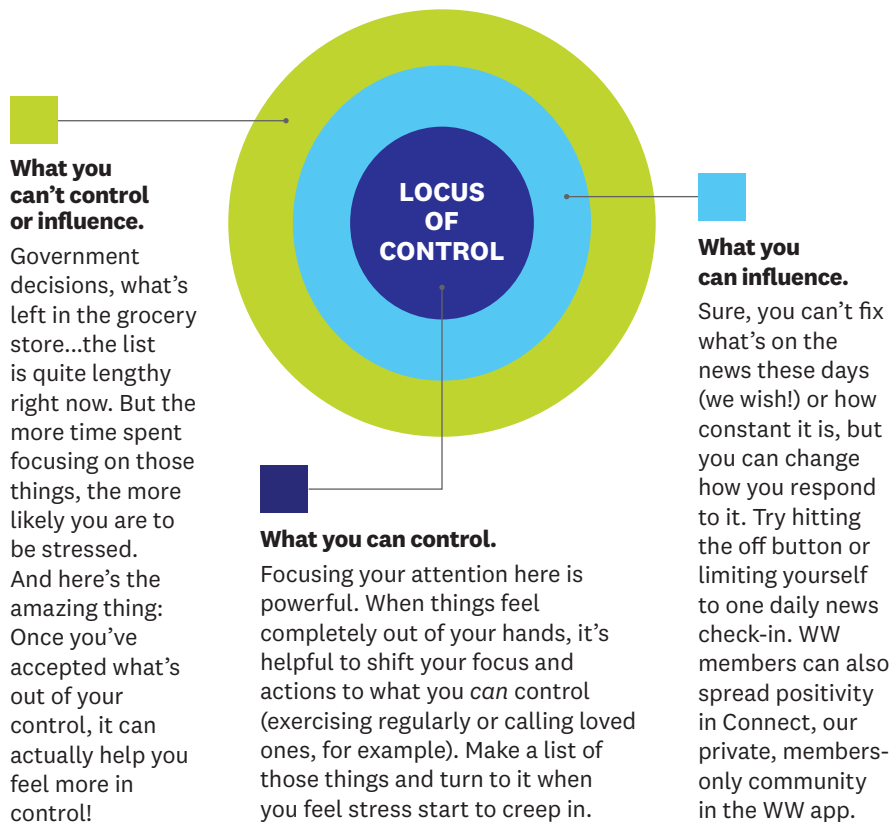 LOCUS
OF
CONTROL
What you
can’t control
or influence.
Government
decisions, what’s
left in the grocery
store...the list
is quite lengthy
right now. But the
more time spent
focusing on those
things, the more
likely you are to
be stressed.
And here’s the
amazing thing:
Once you’ve
accepted what’s
out of your
control, it can
actually help you
feel more in
control!
What you can control.
Focusing your attention here is
powerful. When things feel
completely out of your hands, it’s
helpful to shift your focus and
actions to what you can control
(exercising regularly or calling loved
ones, for example). Make a list of
those things and turn to it when
you feel stress start to creep in.
What you
can influence.
Sure, you can’t fix
what’s on the
news these days
(we wish!) or how
constant it is, but
you can change
how you respond
to it. Try hitting
the off button or
limiting yourself
to one daily news
check-in. WW
members can also
spread positivity
in Connect, our
private, members-
only community
in the WW app.